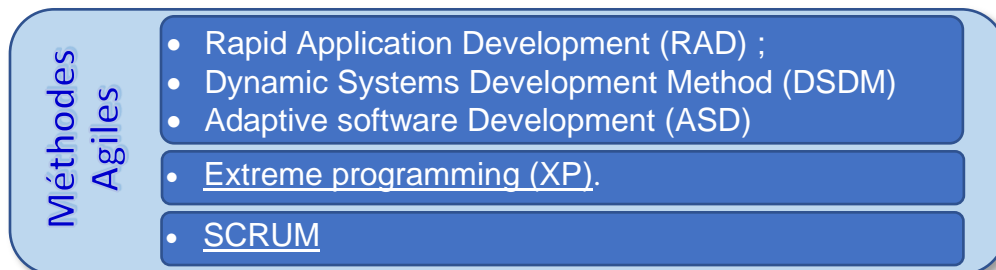 Méthodes
Agiles
• Rapid Application Development (RAD) ;
• Dynamic Systems Development Method (DSDM)
• Adaptive software Development (ASD)
• Extreme programming (XP).
• SCRUM